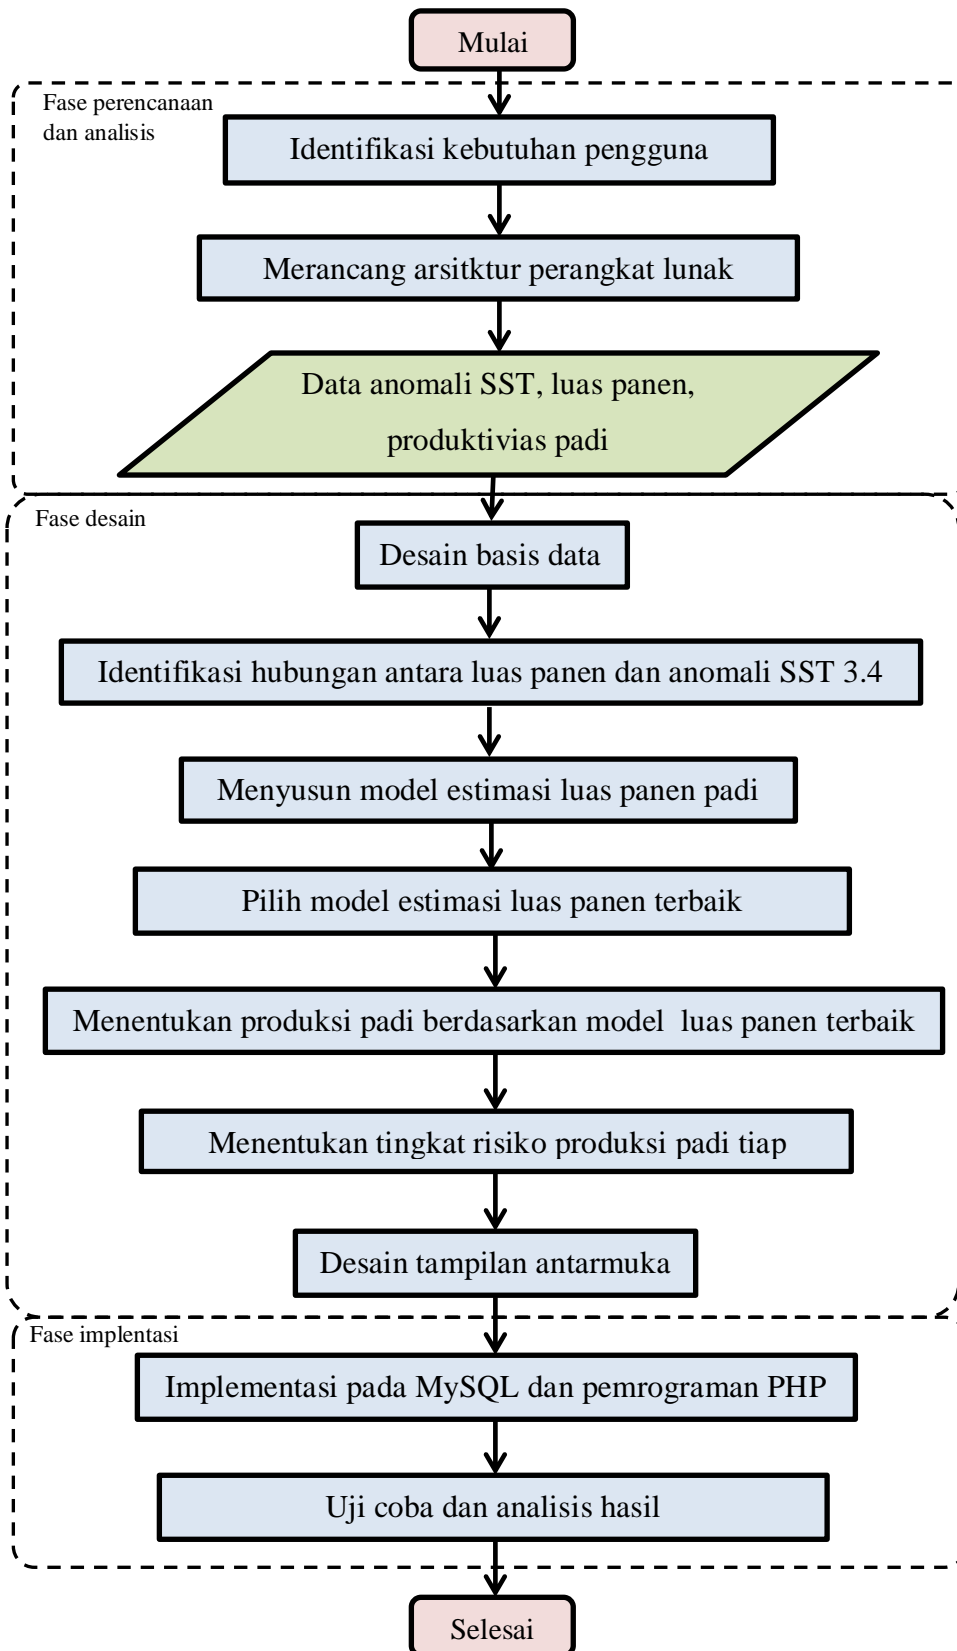 Mulai
Fase perencanaan
dan analisis
Identifikasi kebutuhan pengguna
Merancang arsitktur perangkat lunak
Data anomali SST, luas panen,
produktivias padi
Fase desain
Desain basis data
Identifikasi hubungan antara luas panen dan anomali SST 3.4
Menyusun model estimasi luas panen padi
Pilih model estimasi luas panen terbaik
Menentukan produksi padi berdasarkan model luas panen terbaik
Menentukan tingkat risiko produksi padi tiap
Desain tampilan antarmuka
Fase implentasi
Implementasi pada MySQL dan pemrograman PHP
Uji coba dan analisis hasil
Selesai